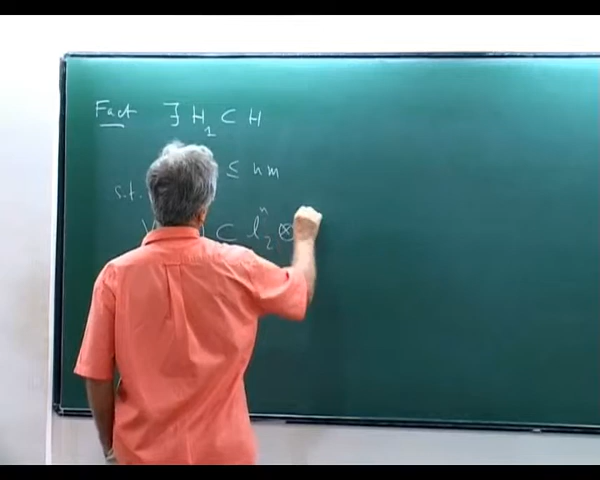 Fact ∃ H₁ ⊂ H
≤ nm
s.t.
⊂ l₂ⁿ ⊗